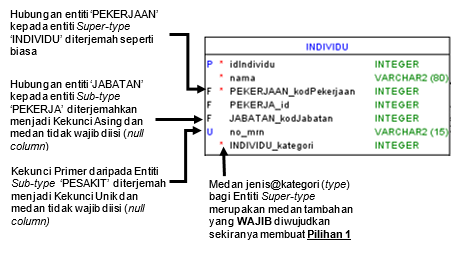 Hubungan entiti 'PEKERJAAN'
kepada entiti Super-type
'INDIVIDU' diterjemah seperti
biasa
Hubungan entiti 'JABATAN'
kepada entiti Sub-type
'PEKERJA' diterjemahkan
menjadi Kekunci Asing dan
medan tidak wajib diisi (null
column)
Kekunci Primer daripada Entiti
Sub-type 'PESAKIT' diterjemah
menjadi Kekunci Unik dan
medan tidak wajib diisi (null
column)
INDIVIDU
P * idIndividu INTEGER
* nama VARCHAR2 (80)
F * PEKERJAAN_kodPekerjaan INTEGER
F PEKERJA_id INTEGER
F JABATAN_kodJabatan INTEGER
U no_mrn VARCHAR2 (15)
* INDIVIDU_kategori INTEGER
Medan jenis@kategori (type)
bagi Entiti Super-type
merupakan medan tambahan
yang WAJIB diwujudkan
sekiranya membuat Pilihan 1